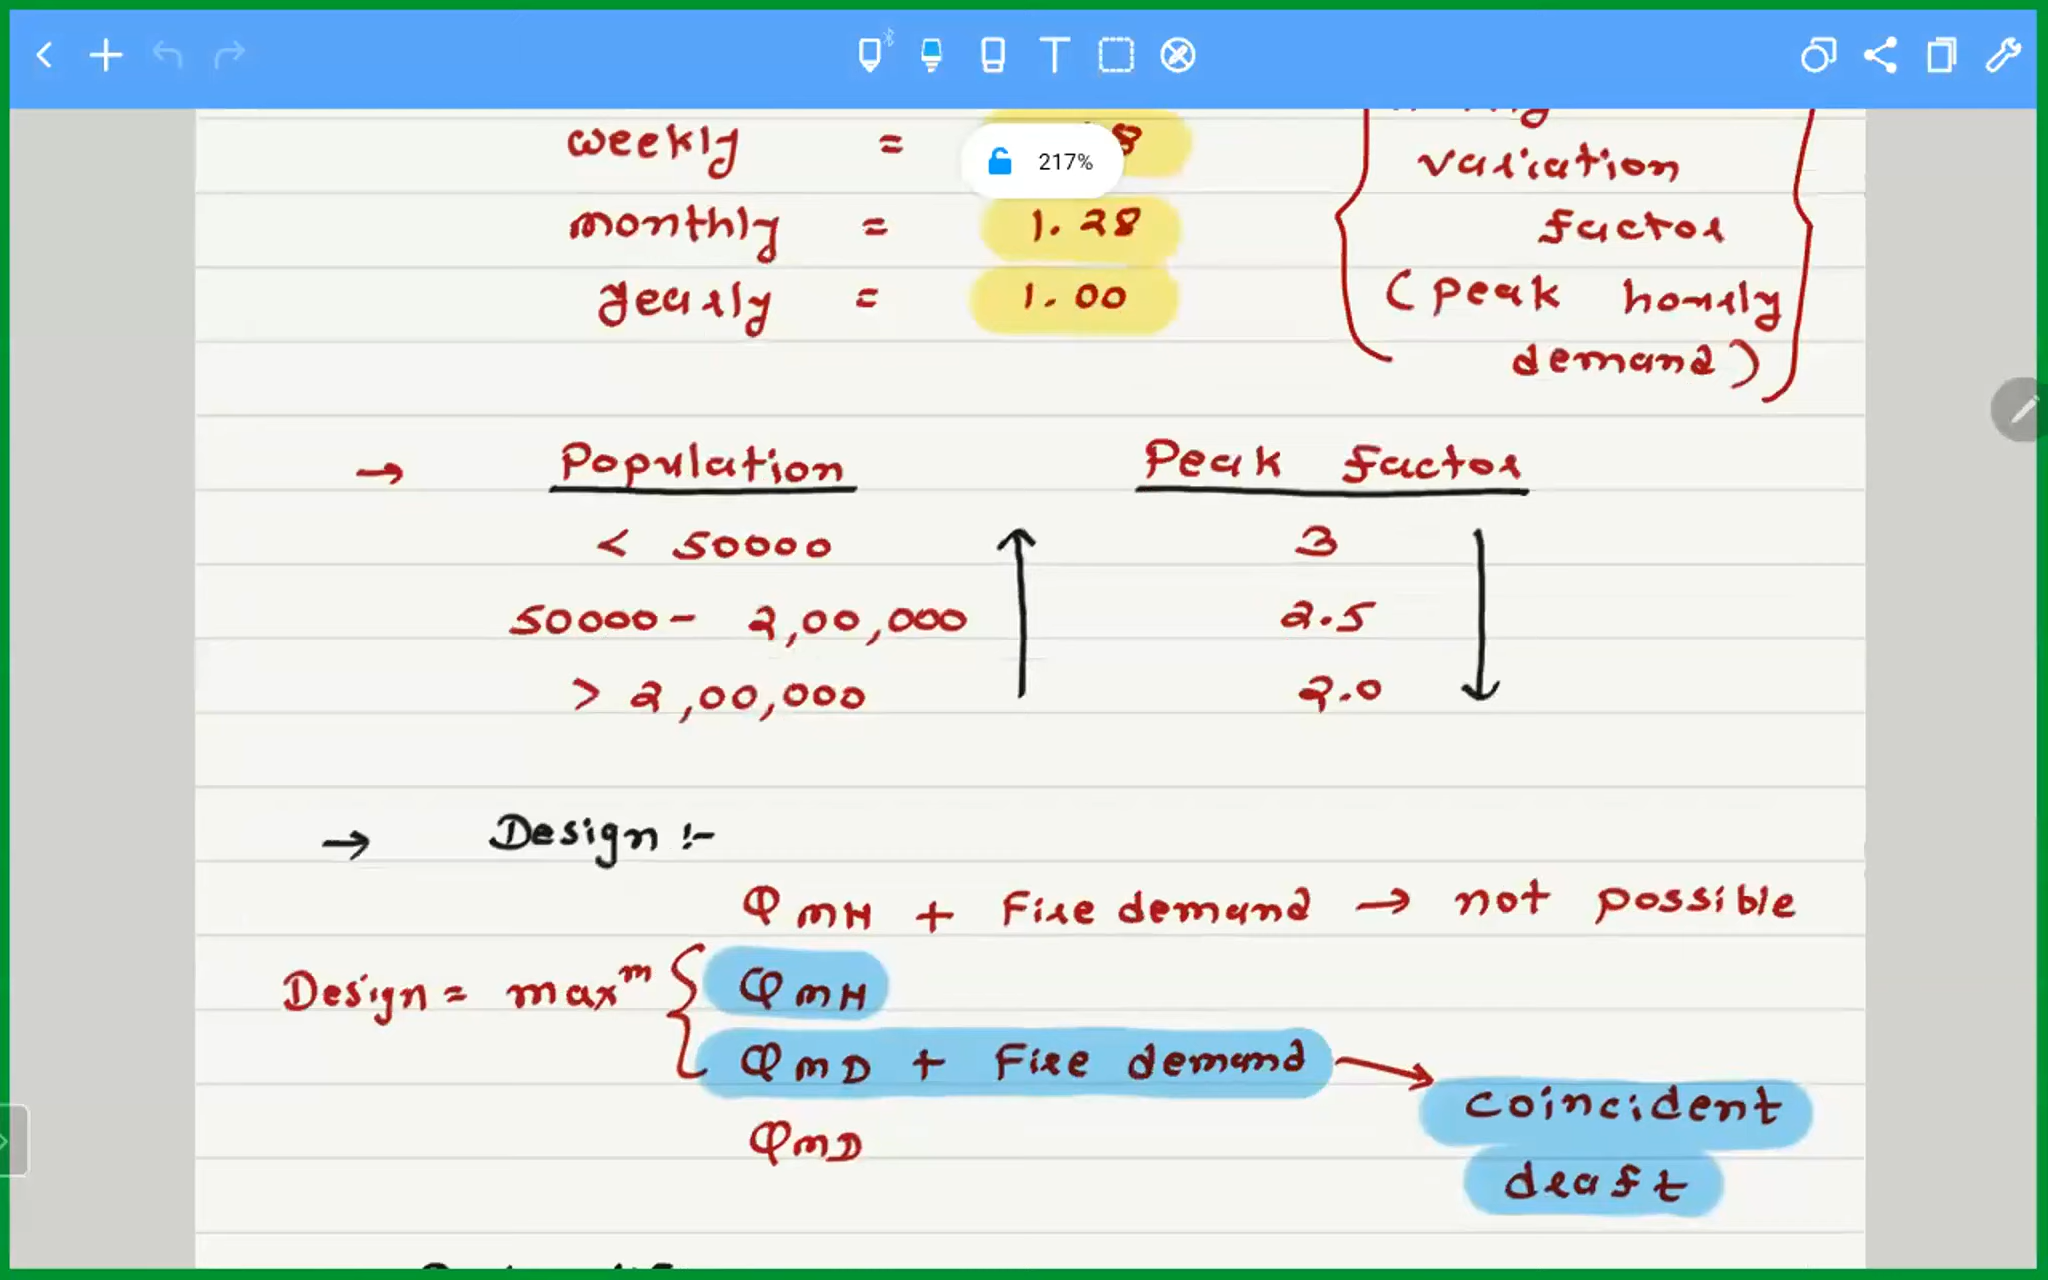 weekly =
217%
monthly = 1.28
yearly = 1.00
variation
factor
(peak hourly
demand)
→ Population Peak factor
< 50000 3
50000 - 2,00,000 2.5
> 2,00,000 2.0
→ Design :-
QmH + Fire demand → not possible
Design = maxᵐ { QmH
QmD + Fire demand →
coincident
draft
QmD